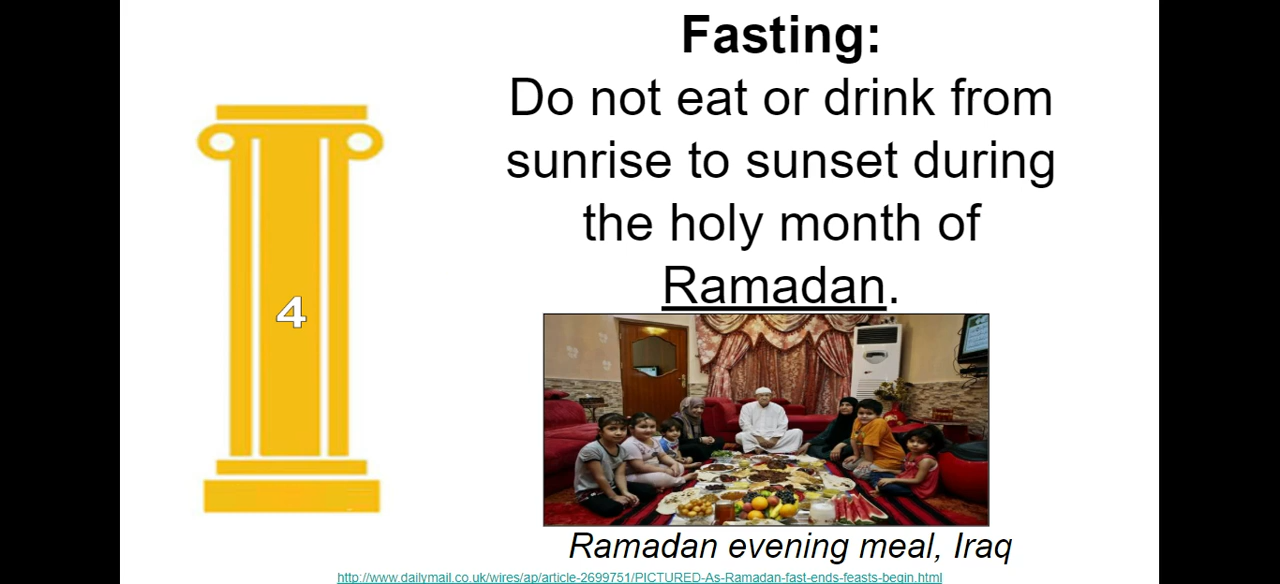 Fasting:
Do not eat or drink from
sunrise to sunset during
the holy month of
Ramadan.
4
Ramadan evening meal, Iraq
http://www.dailymail.co.uk/wires/ap/article-2699751/PICTURED-As-Ramadan-fast-ends-feasts-begin.html